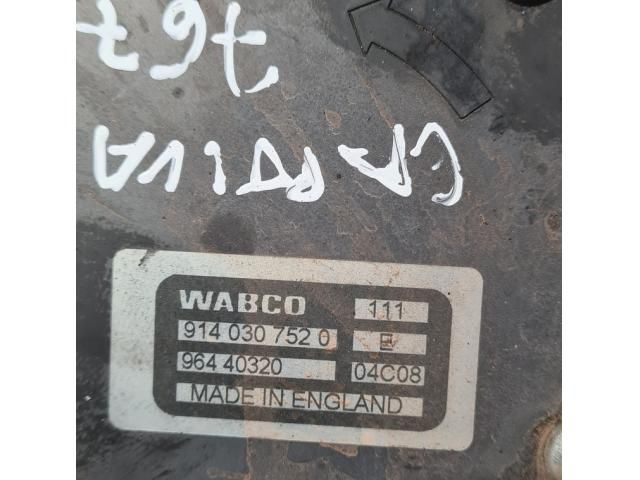 CAPTIVA
WABCO 111
914 030 752 0 E
964 40320 04C08
MADE IN ENGLAND